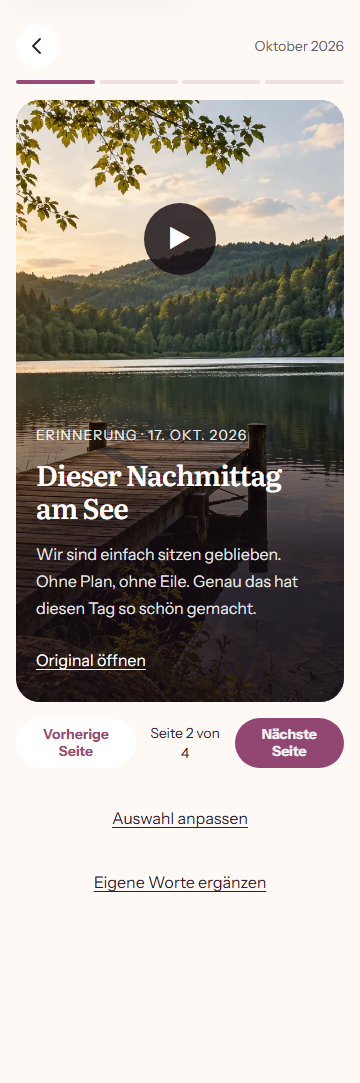 Oktober 2026
ERINNERUNG · 17. OKT. 2026
Dieser Nachmittag
am See
Wir sind einfach sitzen geblieben.
Ohne Plan, ohne Eile. Genau das hat
diesen Tag so schön gemacht.
Original öffnen
Vorherige
Seite
Seite 2 von
4
Nächste
Seite
Auswahl anpassen
Eigene Worte ergänzen